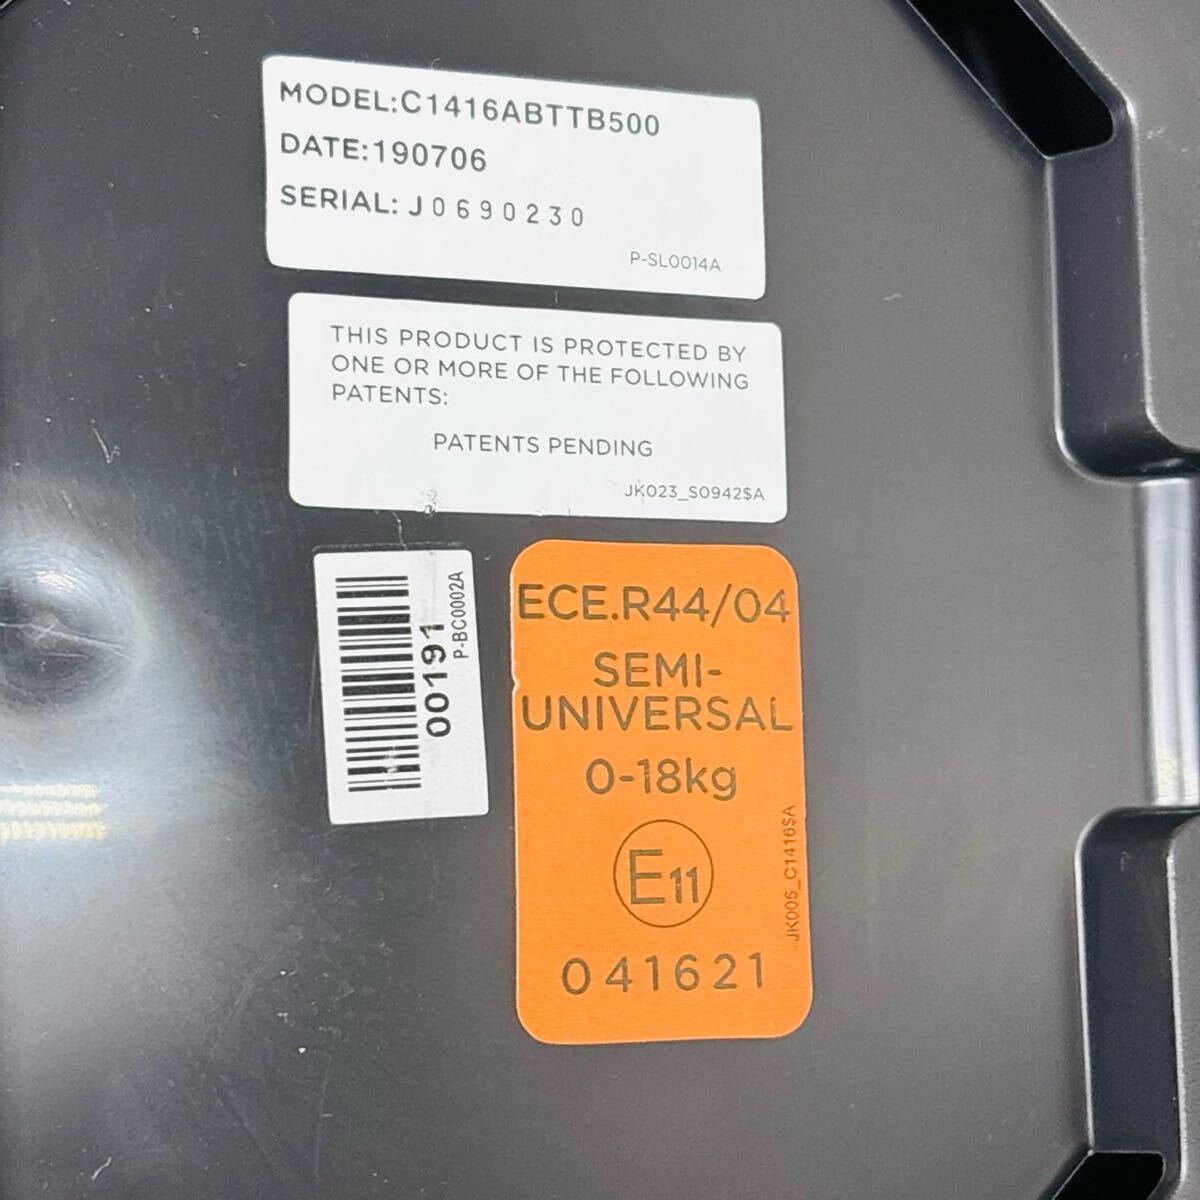 MODEL:C1416ABTTB500
DATE:190706
SERIAL: J0690230
P-SL0014A
THIS PRODUCT IS PROTECTED BY
ONE OR MORE OF THE FOLLOWING
PATENTS:
PATENTS PENDING
JK023_S0942$A
00191
P-BC0002A
ECE.R44/04
SEMI-
UNIVERSAL
0-18kg
E11
041621
JK005_C1416$A